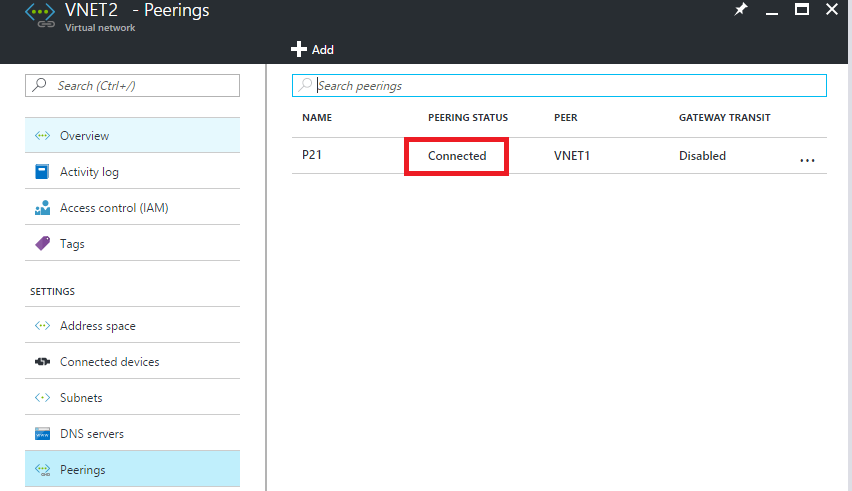 VNET2 - Peerings
Virtual network
Add
Search (Ctrl+/)
Overview
Activity log
Access control (IAM)
Tags
SETTINGS
Address space
Connected devices
Subnets
DNS servers
Peerings
Search peerings
NAME PEERING STATUS PEER GATEWAY TRANSIT
P21 Connected VNET1 Disabled ...